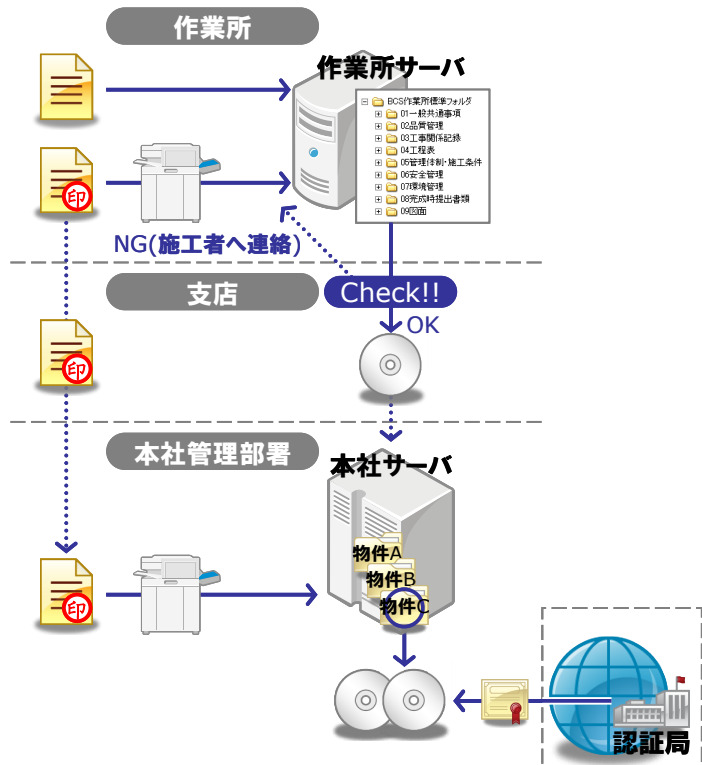 作業所
作業所サーバ
BCS作業所標準フォルダ
01一般共通事項
02品質管理
03工事関係記録
04工程表
05管理体制・施工条件
06安全管理
07環境管理
08完成時提出書類
09図面
印
NG(施工者へ連絡)
支店
Check!!
OK
印
本社管理部署
本社サーバ
物件A
物件B
物件C
印
認証局